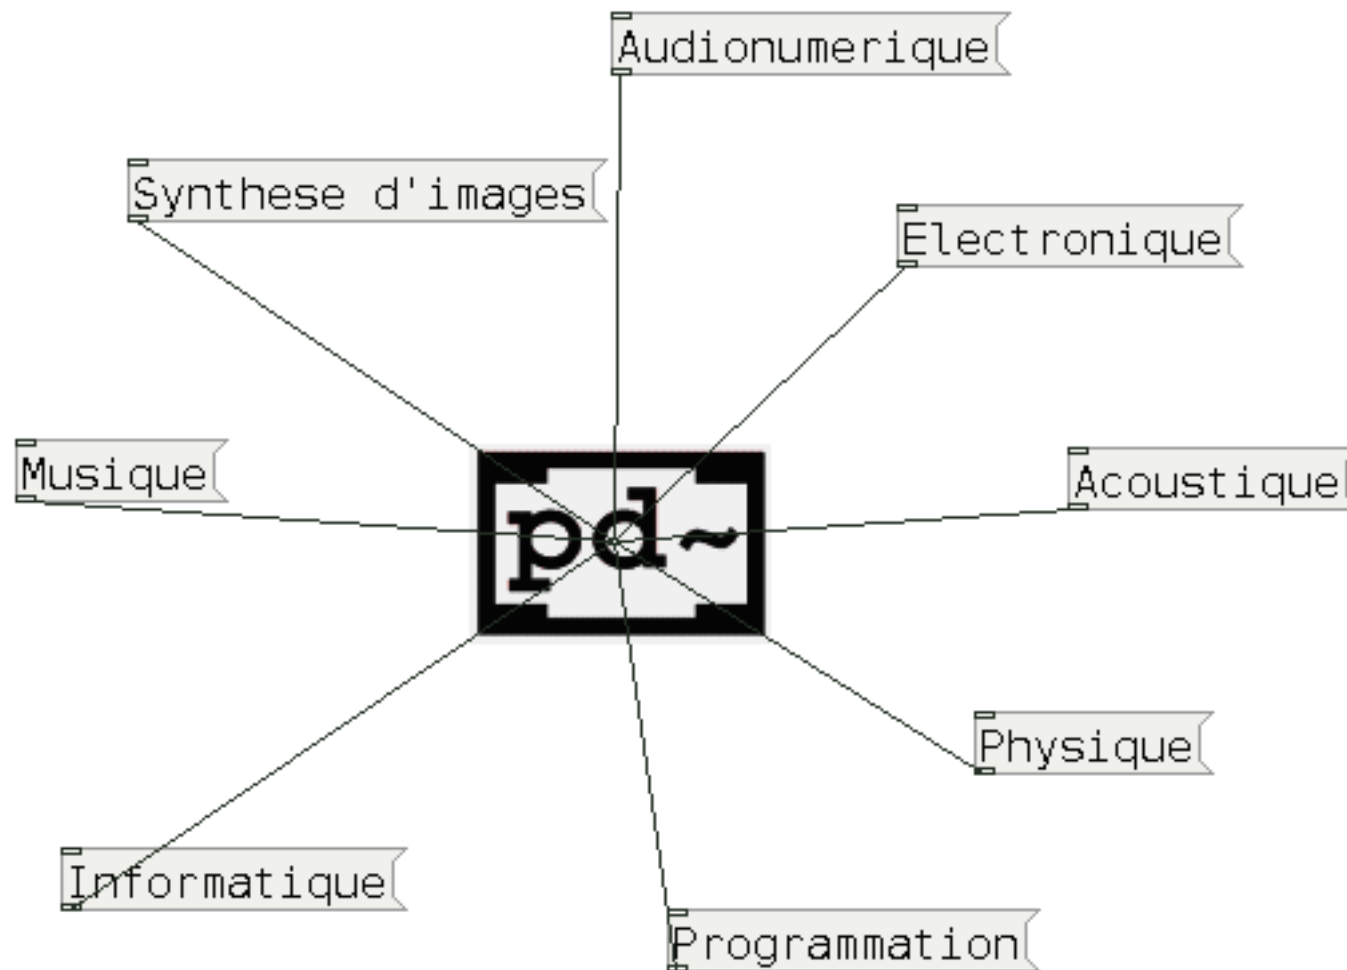 Audionumerique
Synthese d'images
Electronique
Musique
Acoustique
pd~
Physique
Informatique
Programmation